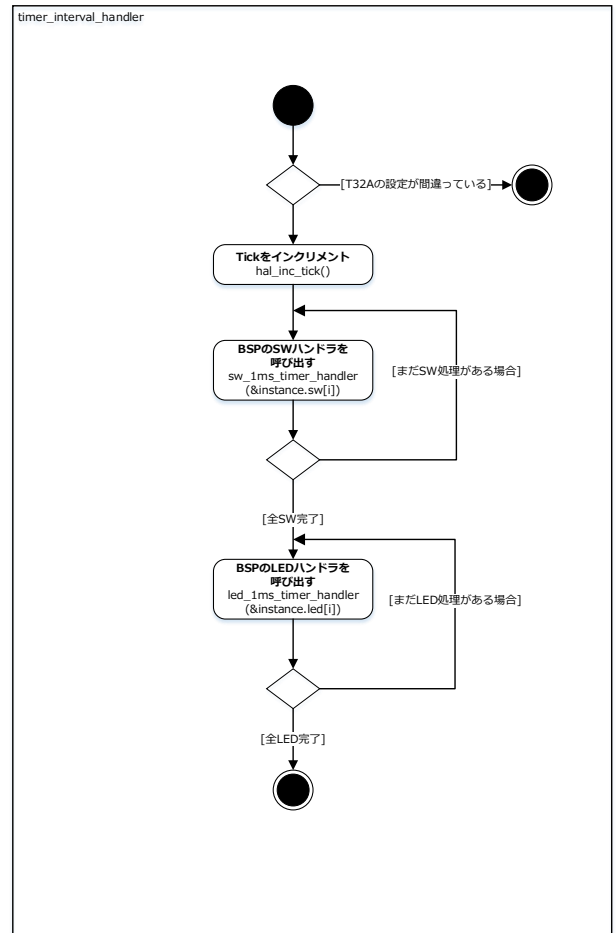 timer_interval_handler
[T32Aの設定が間違っている]
Tickをインクリメント
hal_inc_tick()
BSPのSWハンドラを
呼び出す
sw_1ms_timer_handler
(&instance.sw[i])
[まだSW処理がある場合]
[全SW完了]
BSPのLEDハンドラを
呼び出す
led_1ms_timer_handler
(&instance.led[i])
[まだLED処理がある場合]
[全LED完了]